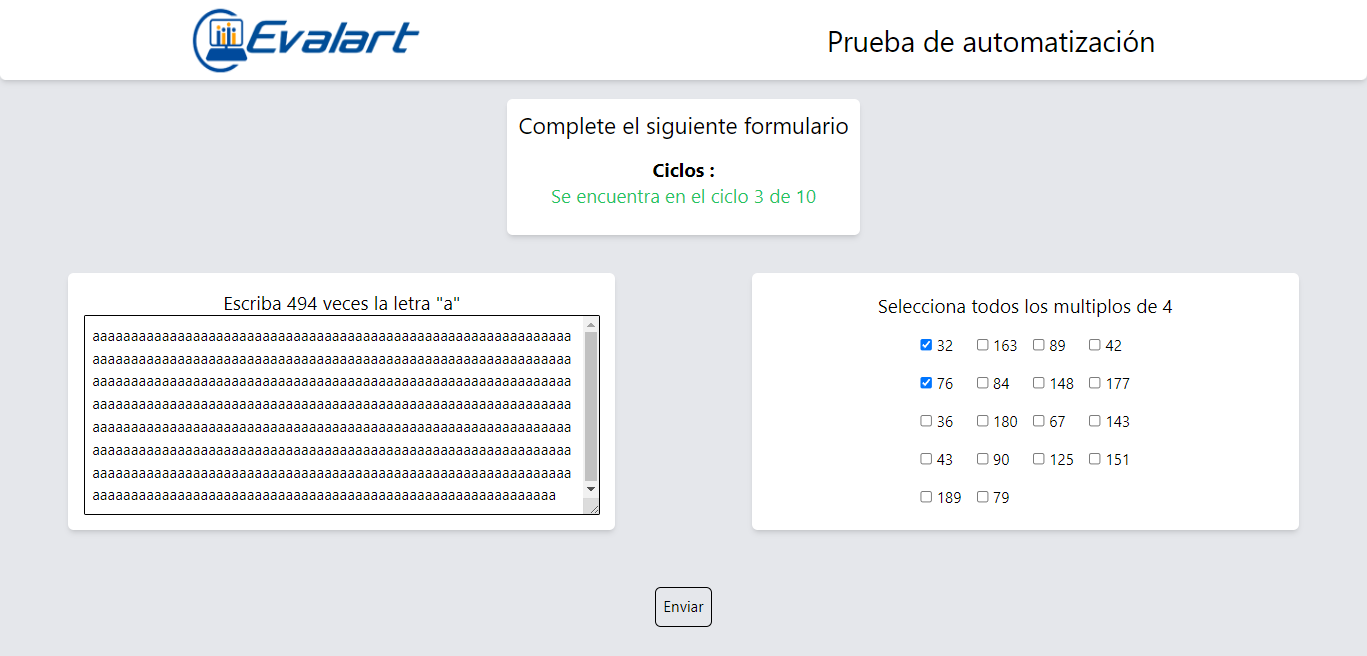 Evalart
Prueba de automatización
Complete el siguiente formulario
Ciclos :
Se encuentra en el ciclo 3 de 10
Escriba 494 veces la letra "a"
aaaaaaaaaaaaaaaaaaaaaaaaaaaaaaaaaaaaaaaaaaaaaaaaaaaaaaaaaaaaaa
aaaaaaaaaaaaaaaaaaaaaaaaaaaaaaaaaaaaaaaaaaaaaaaaaaaaaaaaaaaaaa
aaaaaaaaaaaaaaaaaaaaaaaaaaaaaaaaaaaaaaaaaaaaaaaaaaaaaaaaaaaaaa
aaaaaaaaaaaaaaaaaaaaaaaaaaaaaaaaaaaaaaaaaaaaaaaaaaaaaaaaaaaaaa
aaaaaaaaaaaaaaaaaaaaaaaaaaaaaaaaaaaaaaaaaaaaaaaaaaaaaaaaaaaaaa
aaaaaaaaaaaaaaaaaaaaaaaaaaaaaaaaaaaaaaaaaaaaaaaaaaaaaaaaaaaaaa
aaaaaaaaaaaaaaaaaaaaaaaaaaaaaaaaaaaaaaaaaaaaaaaaaaaaaaaaaaaaaa
aaaaaaaaaaaaaaaaaaaaaaaaaaaaaaaaaaaaaaaaaaaaaaaaaaaaaaaaaaaa
Selecciona todos los multiplos de 4
32 163 89 42
76 84 148 177
36 180 67 143
43 90 125 151
189 79
Enviar